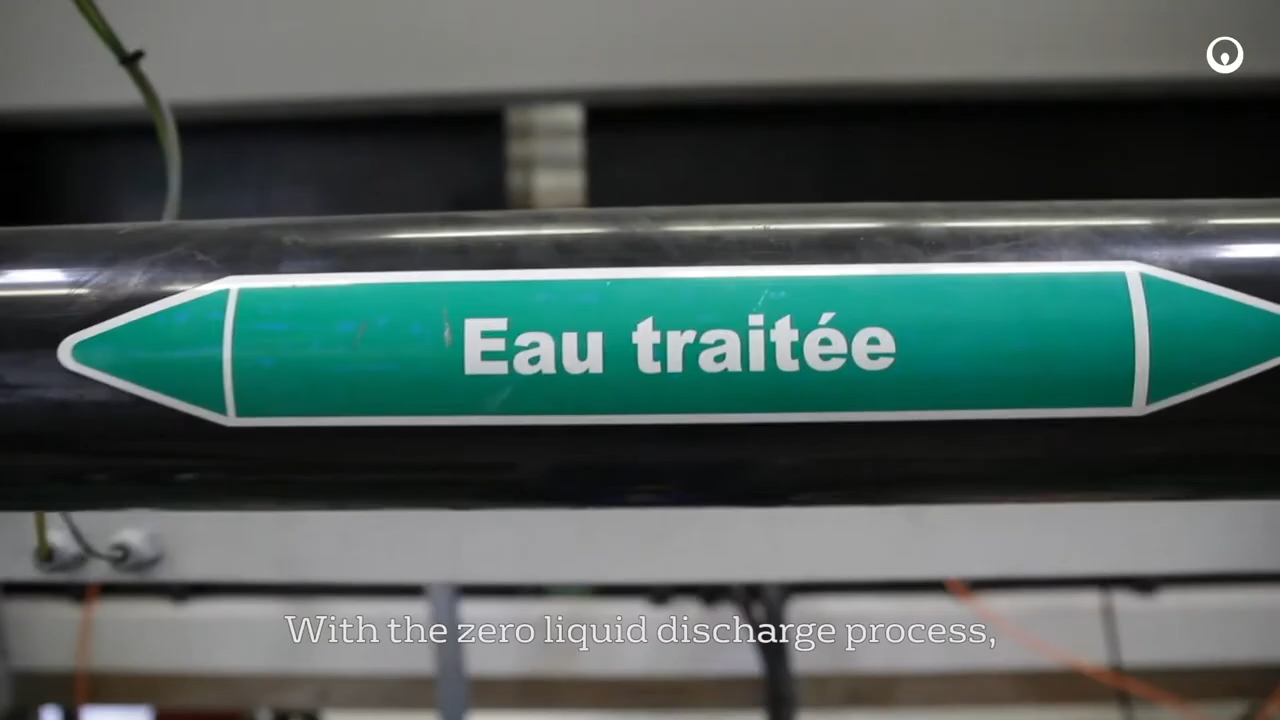 Eau traitée
With the zero liquid discharge process,